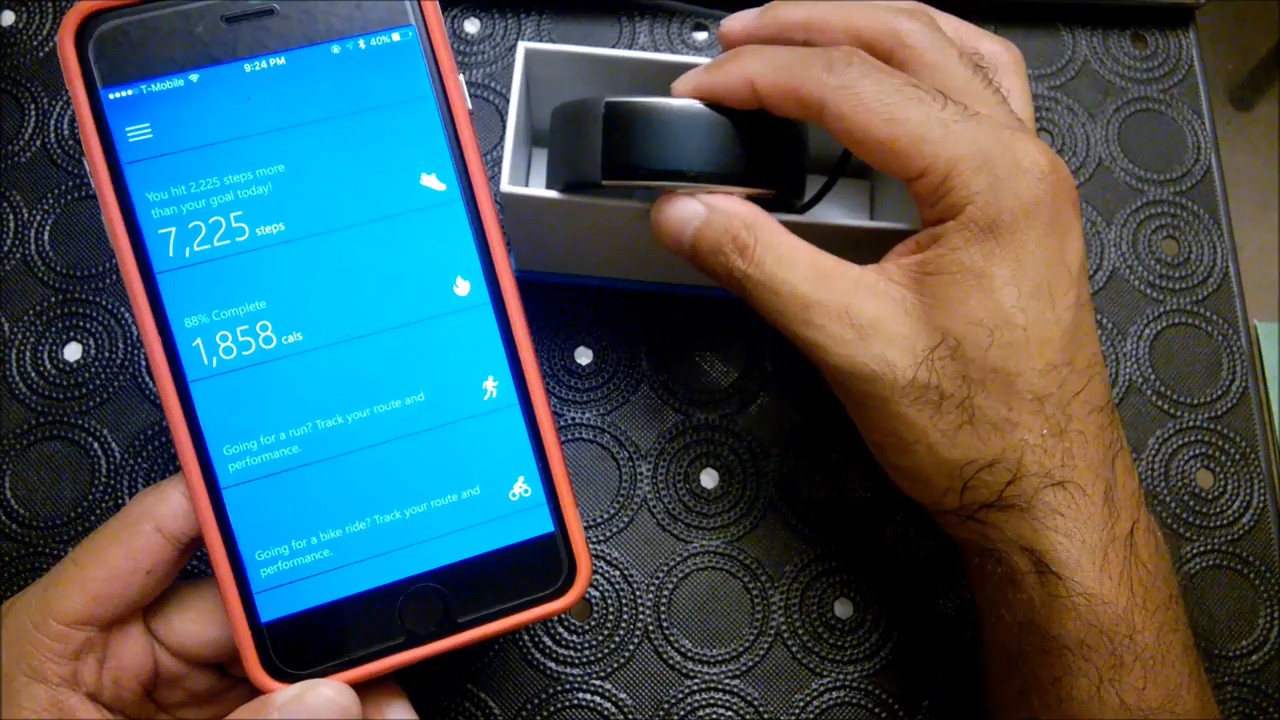 T-Mobile 9:24 PM 40%
You hit 2,225 steps more
than your goal today!
7,225 steps
88% Complete
1,858 cals
Going for a run? Track your route and
performance.
Going for a bike ride? Track your route and
performance.